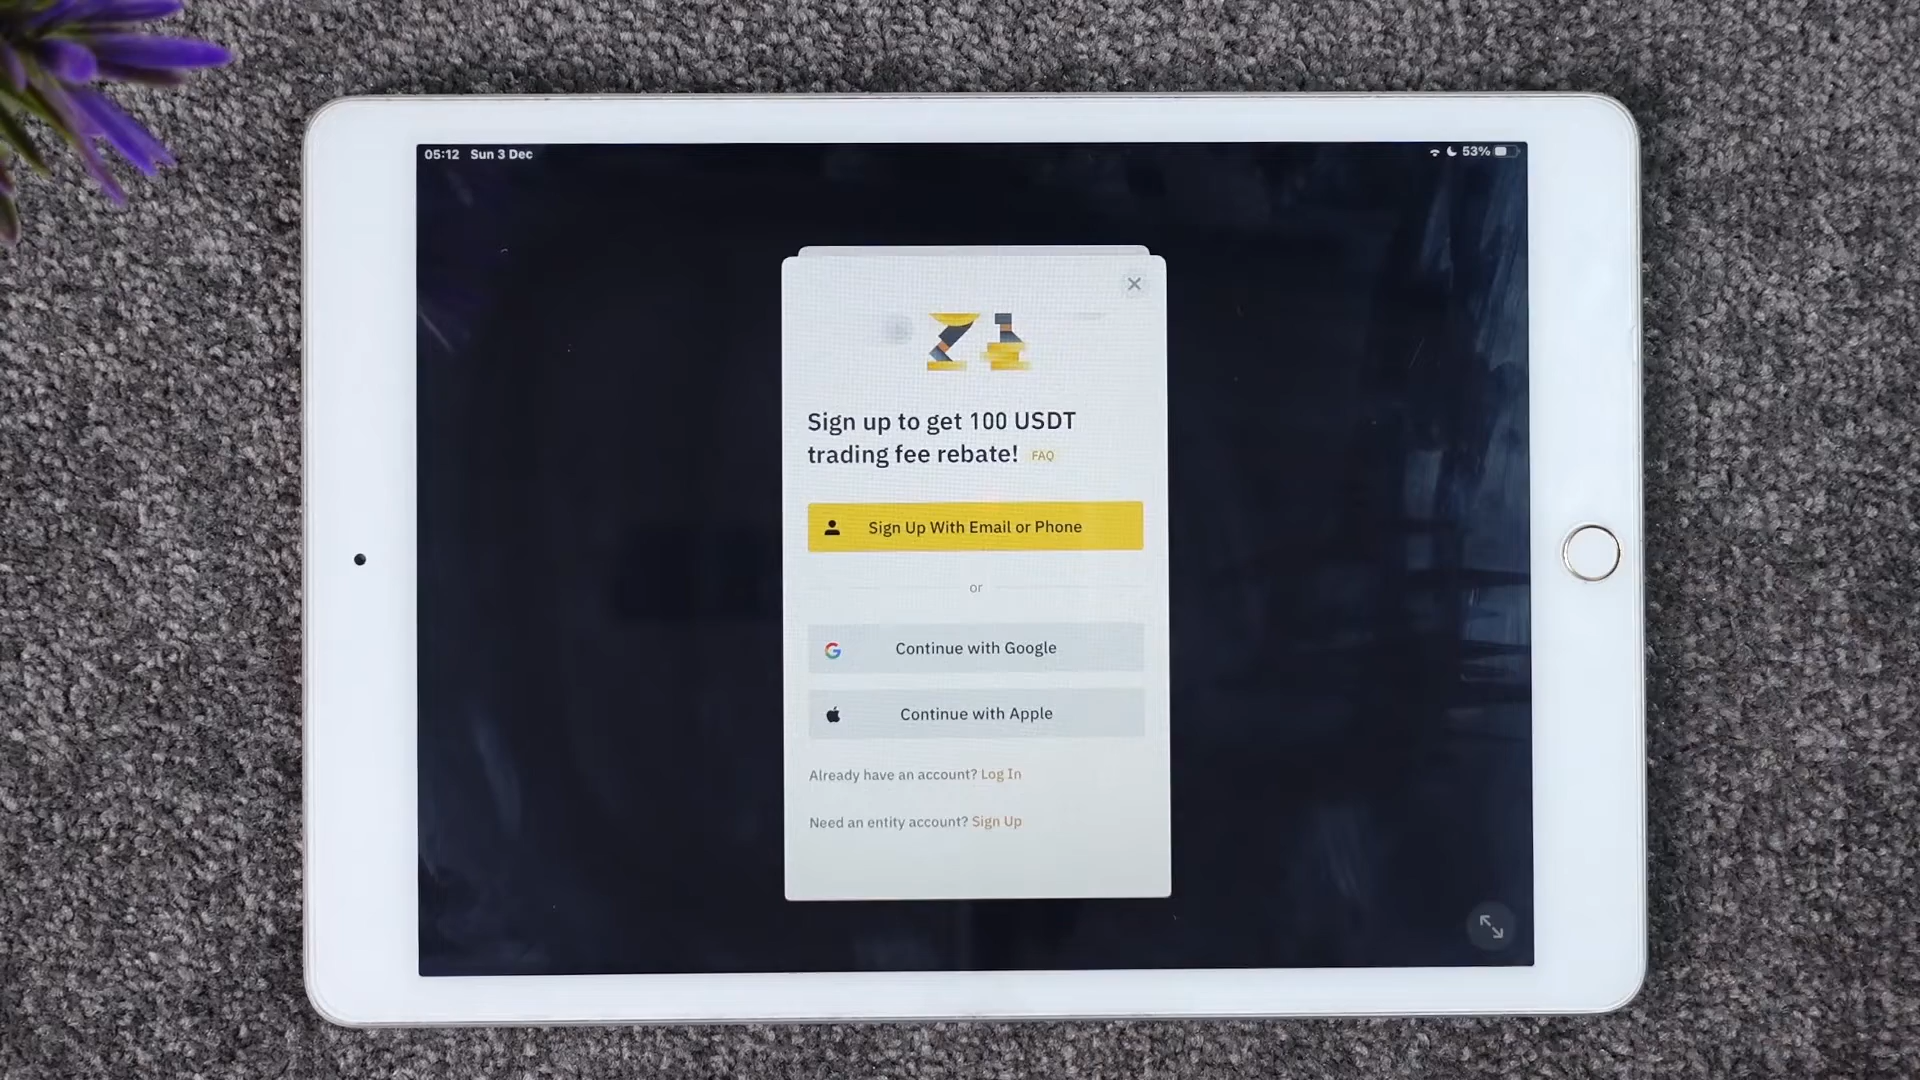 05:12 Sun 3 Dec
53%
Sign up to get 100 USDT
trading fee rebate! FAQ
Sign Up With Email or Phone
or
Continue with Google
Continue with Apple
Already have an account? Log In
Need an entity account? Sign Up